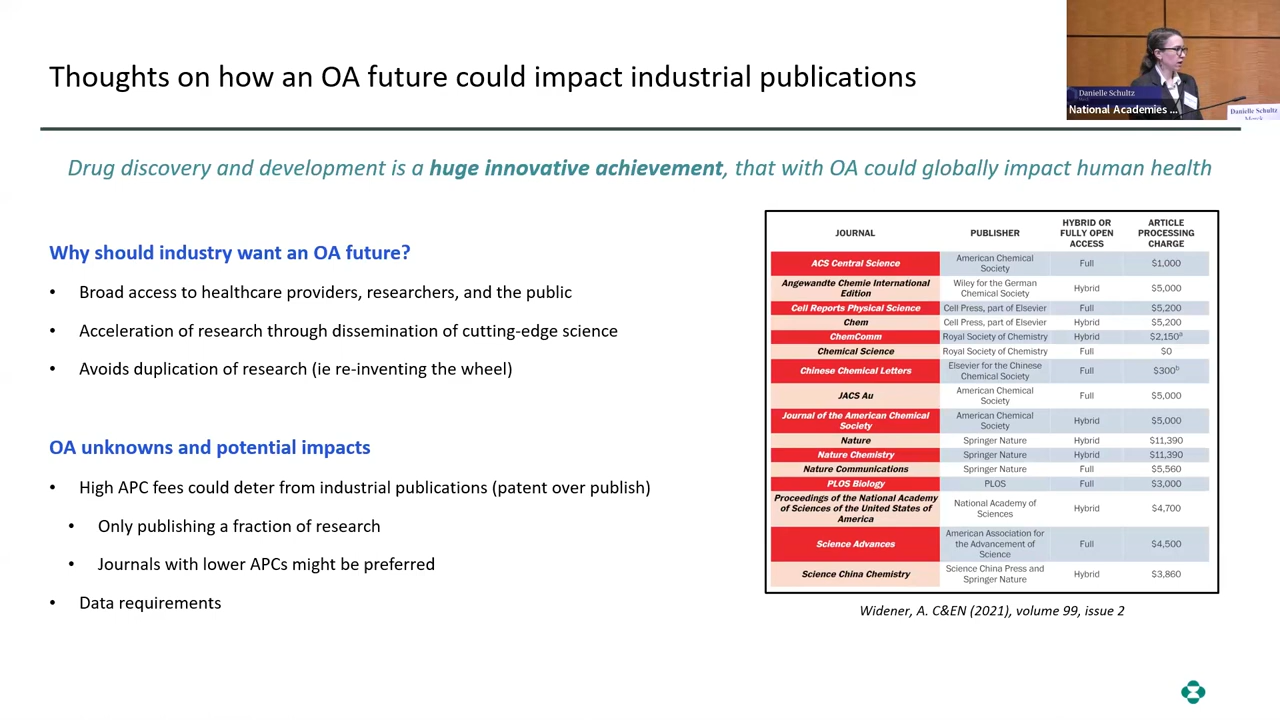 Thoughts on how an OA future could impact industrial publications
Danielle Schultz
National Academies ...
Danielle Schultz
Merck
Drug discovery and development is a huge innovative achievement, that with OA could globally impact human health
Why should industry want an OA future?
• Broad access to healthcare providers, researchers, and the public
• Acceleration of research through dissemination of cutting-edge science
• Avoids duplication of research (ie re-inventing the wheel)
OA unknowns and potential impacts
• High APC fees could deter from industrial publications (patent over publish)
• Only publishing a fraction of research
• Journals with lower APCs might be preferred
• Data requirements
JOURNAL PUBLISHER HYBRID OR FULLY OPEN ACCESS ARTICLE PROCESSING CHARGE
ACS Central Science American Chemical Society Full $1,000
Angewandte Chemie International Edition Wiley for the German Chemical Society Hybrid $5,000
Cell Reports Physical Science Cell Press, part of Elsevier Full $5,200
Chem Cell Press, part of Elsevier Hybrid $5,200
ChemComm Royal Society of Chemistry Hybrid $2,150a
Chemical Science Royal Society of Chemistry Full $0
Chinese Chemical Letters Elsevier for the Chinese Chemical Society Full $300b
JACS Au American Chemical Society Full $5,000
Journal of the American Chemical Society American Chemical Society Hybrid $5,000
Nature Springer Nature Hybrid $11,390
Nature Chemistry Springer Nature Hybrid $11,390
Nature Communications Springer Nature Full $5,560
PLOS Biology PLOS Full $3,000
Proceedings of the National Academy of Sciences of the United States of America National Academy of Sciences Hybrid $4,700
Science Advances American Association for the Advancement of Science Full $4,500
Science China Chemistry Science China Press and Springer Nature Hybrid $3,860
Widener, A. C&EN (2021), volume 99, issue 2